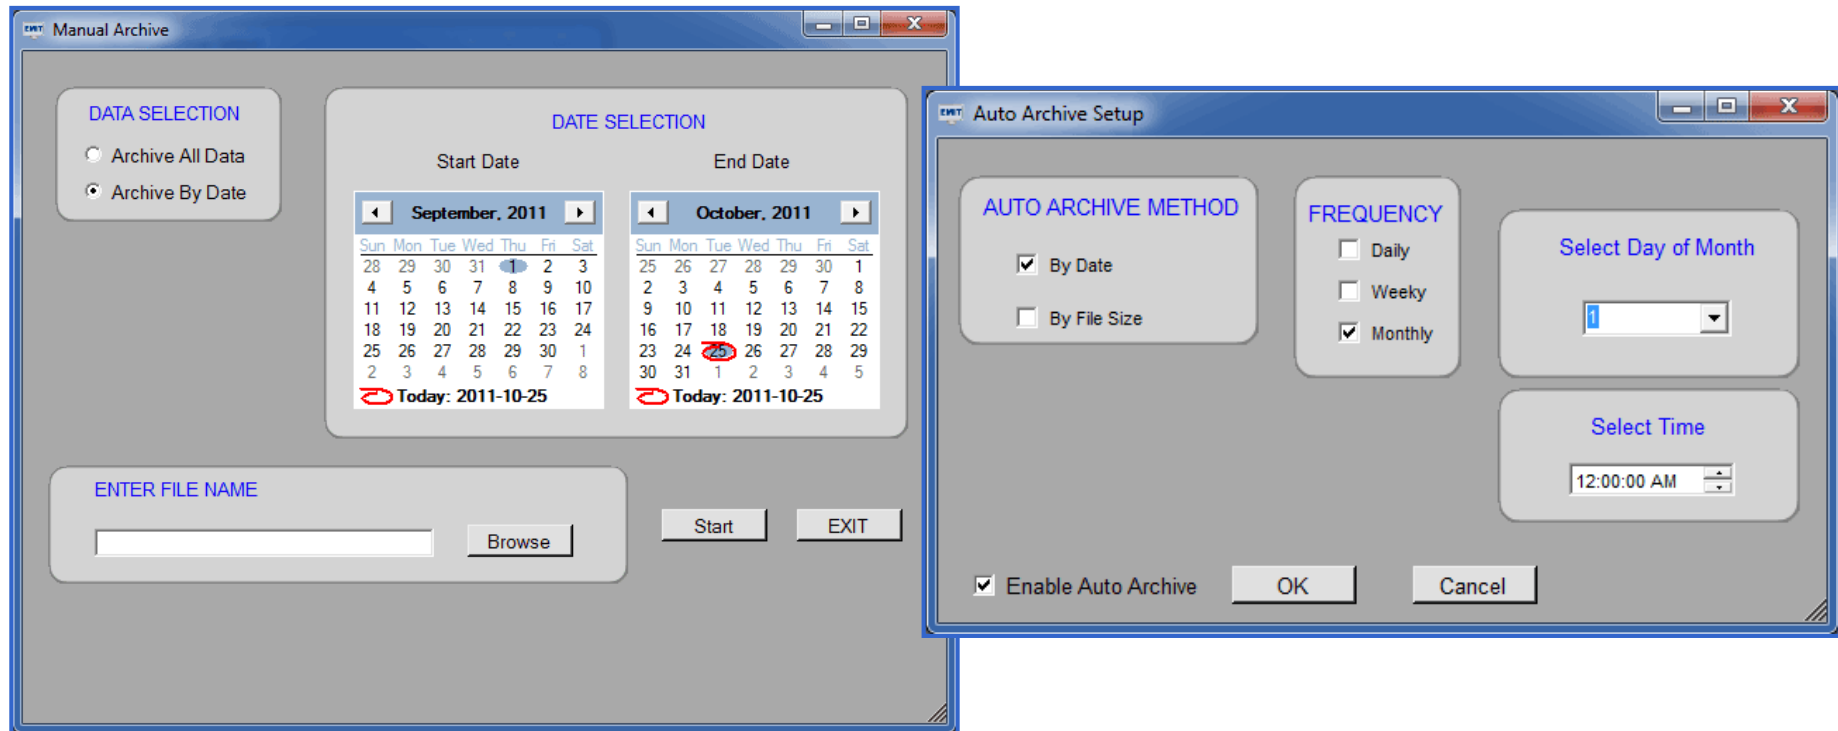 EMIT Manual Archive
DATA SELECTION
Archive All Data
Archive By Date
DATE SELECTION
Start Date
End Date
September, 2011
Sun Mon Tue Wed Thu Fri Sat
28 29 30 31 1 2 3
4 5 6 7 8 9 10
11 12 13 14 15 16 17
18 19 20 21 22 23 24
25 26 27 28 29 30 1
2 3 4 5 6 7 8
Today: 2011-10-25
October, 2011
Sun Mon Tue Wed Thu Fri Sat
25 26 27 28 29 30 1
2 3 4 5 6 7 8
9 10 11 12 13 14 15
16 17 18 19 20 21 22
23 24 25 26 27 28 29
30 31 1 2 3 4 5
Today: 2011-10-25
ENTER FILE NAME
Browse
Start
EXIT
EMIT Auto Archive Setup
AUTO ARCHIVE METHOD
By Date
By File Size
FREQUENCY
Daily
Weeky
Monthly
Select Day of Month
1
Select Time
12:00:00 AM
Enable Auto Archive
OK
Cancel